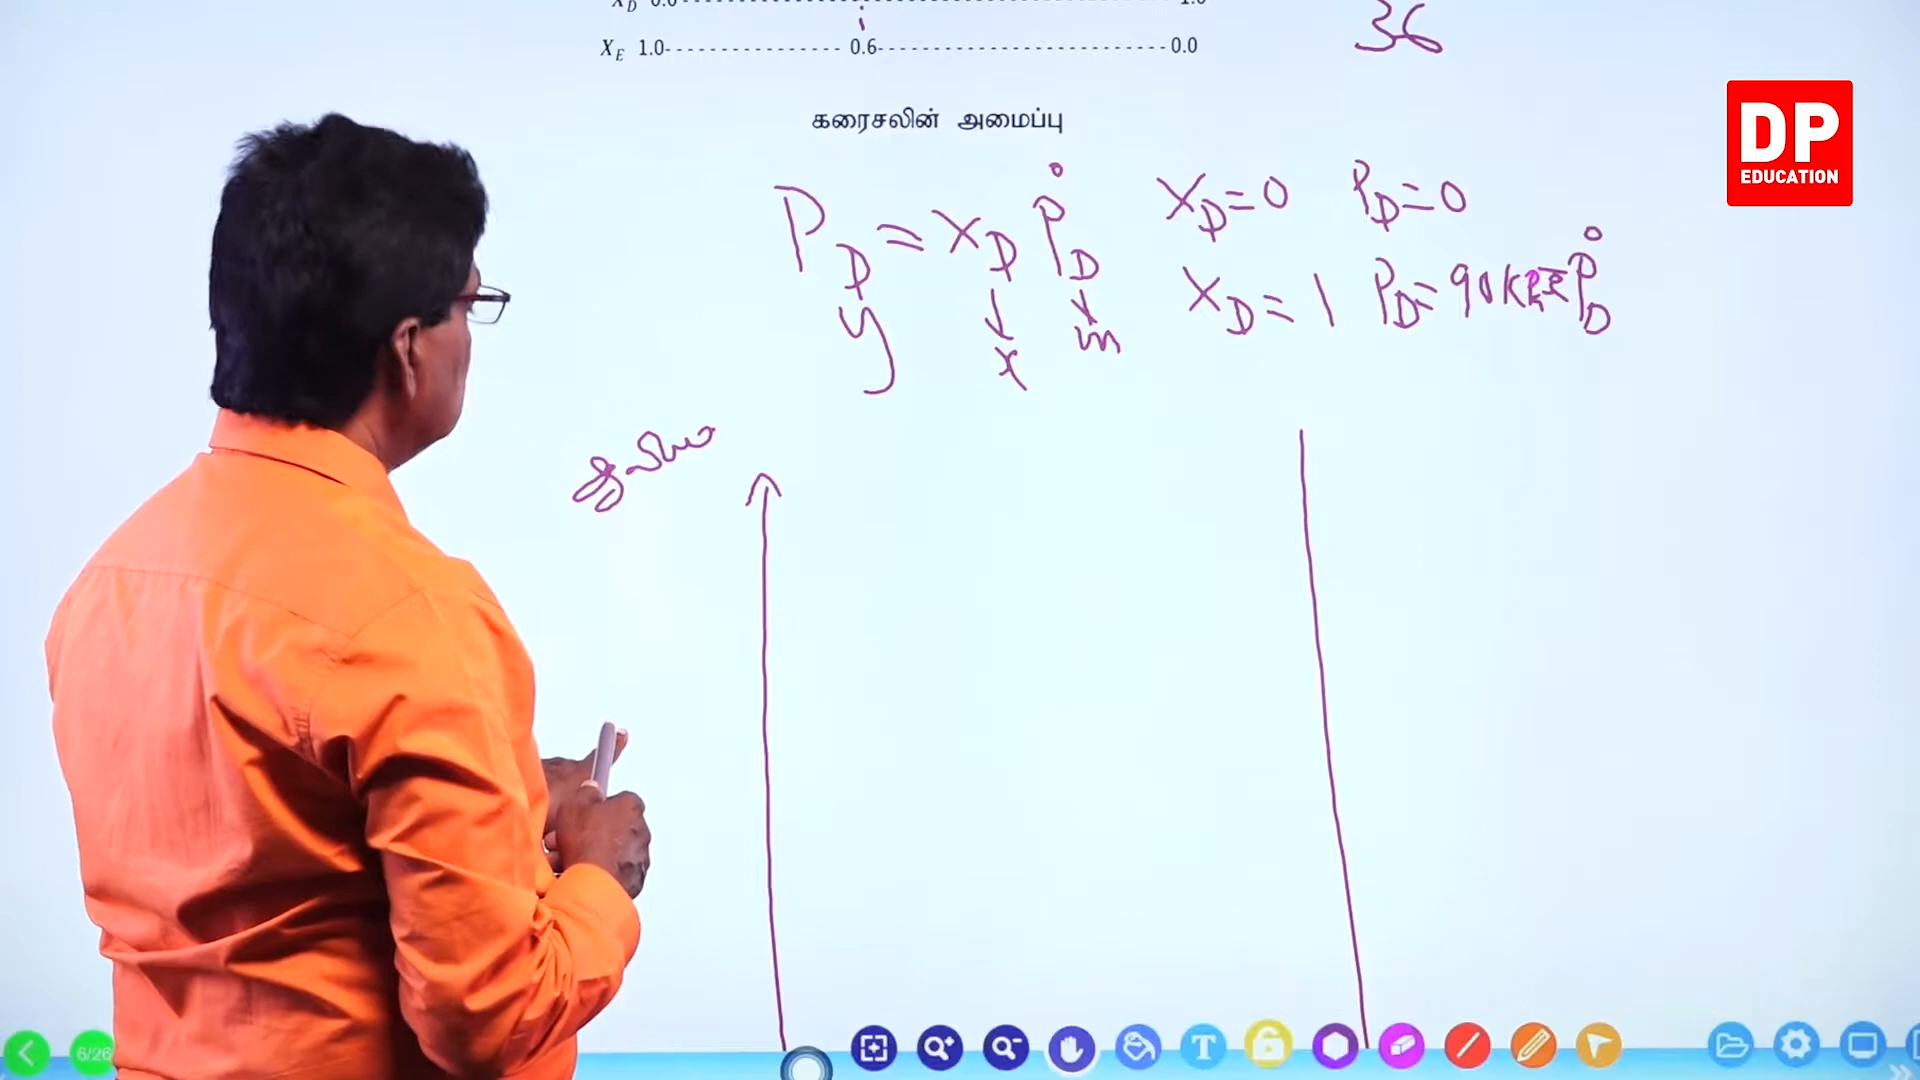 X_E 1.0 0.6 0.0
36
DP
EDUCATION
கரைசலின் அமைப்பு
P_D = X_D P°_D
X_D = 0 P_D = 0
X_D = 1 P_D = 90 = P°_D
y x m
6/26
T